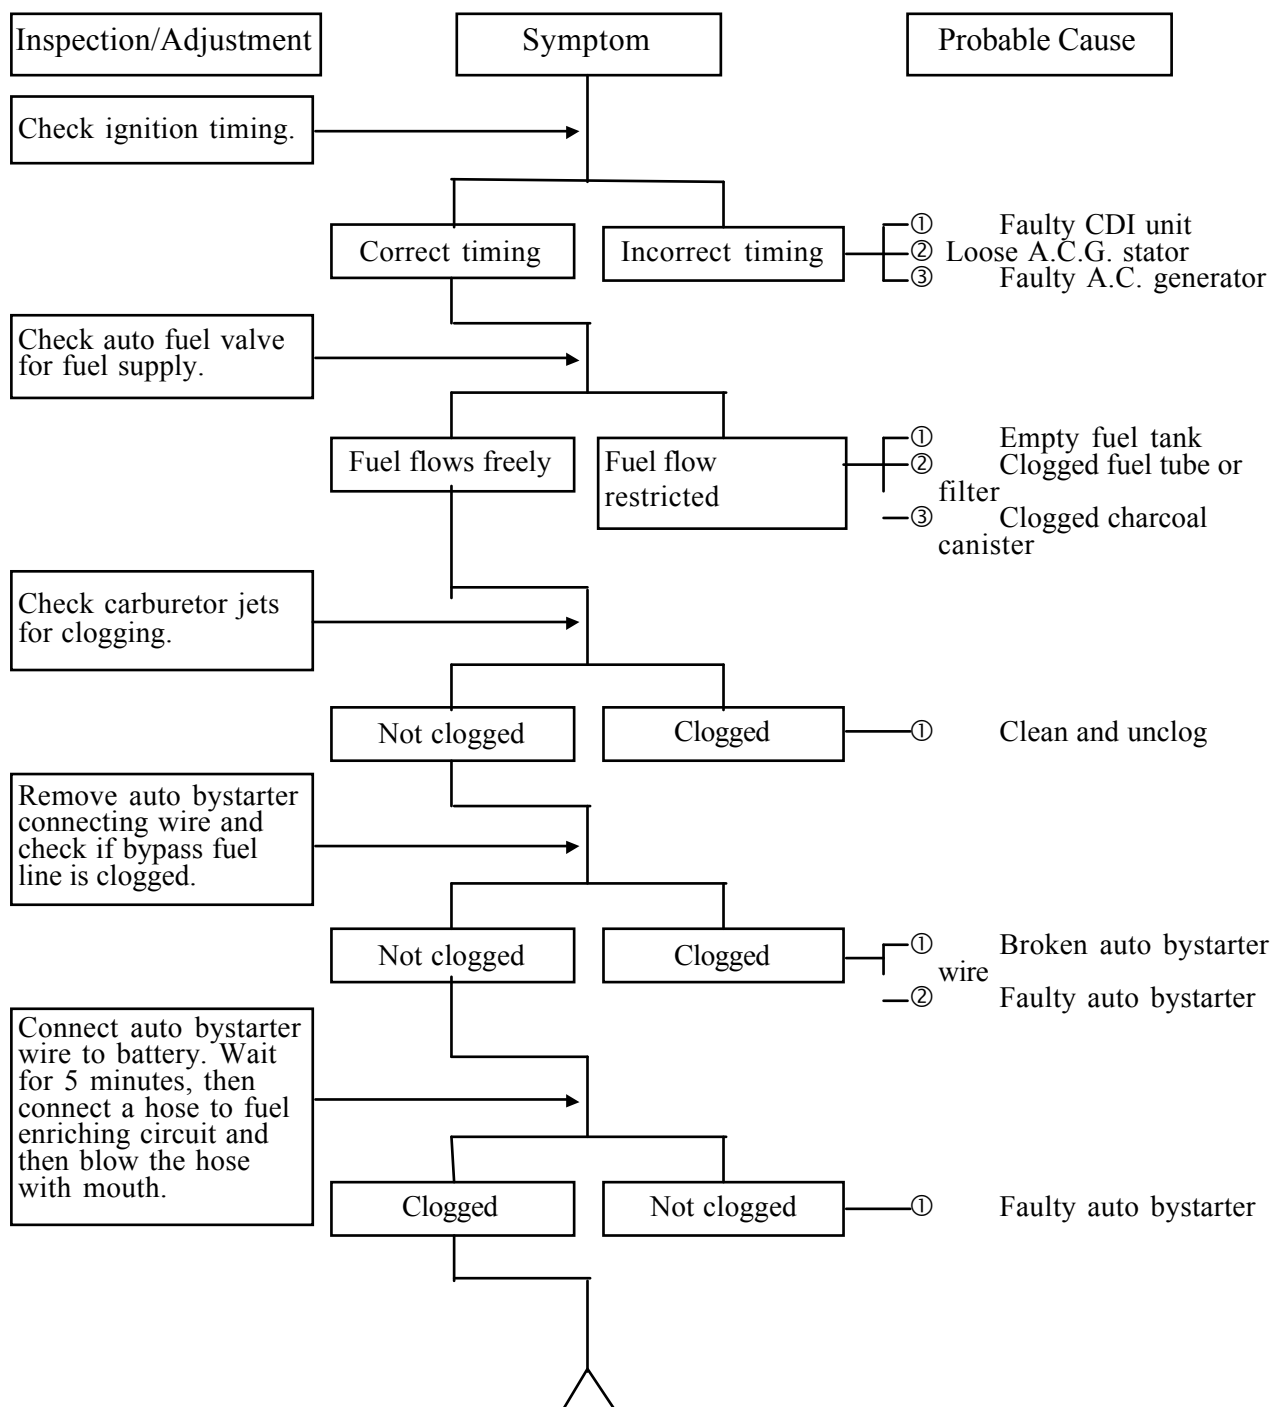 Inspection/Adjustment
Symptom
Probable Cause
Check ignition timing.
Correct timing
Incorrect timing
① Faulty CDI unit
② Loose A.C.G. stator
③ Faulty A.C. generator
Check auto fuel valve
for fuel supply.
Fuel flows freely
Fuel flow
restricted
① Empty fuel tank
② Clogged fuel tube or
filter
③ Clogged charcoal
canister
Check carburetor jets
for clogging.
Not clogged
Clogged
① Clean and unclog
Remove auto bystarter
connecting wire and
check if bypass fuel
line is clogged.
Not clogged
Clogged
① Broken auto bystarter
wire
② Faulty auto bystarter
Connect auto bystarter
wire to battery. Wait
for 5 minutes, then
connect a hose to fuel
enriching circuit and
then blow the hose
with mouth.
Clogged
Not clogged
① Faulty auto bystarter